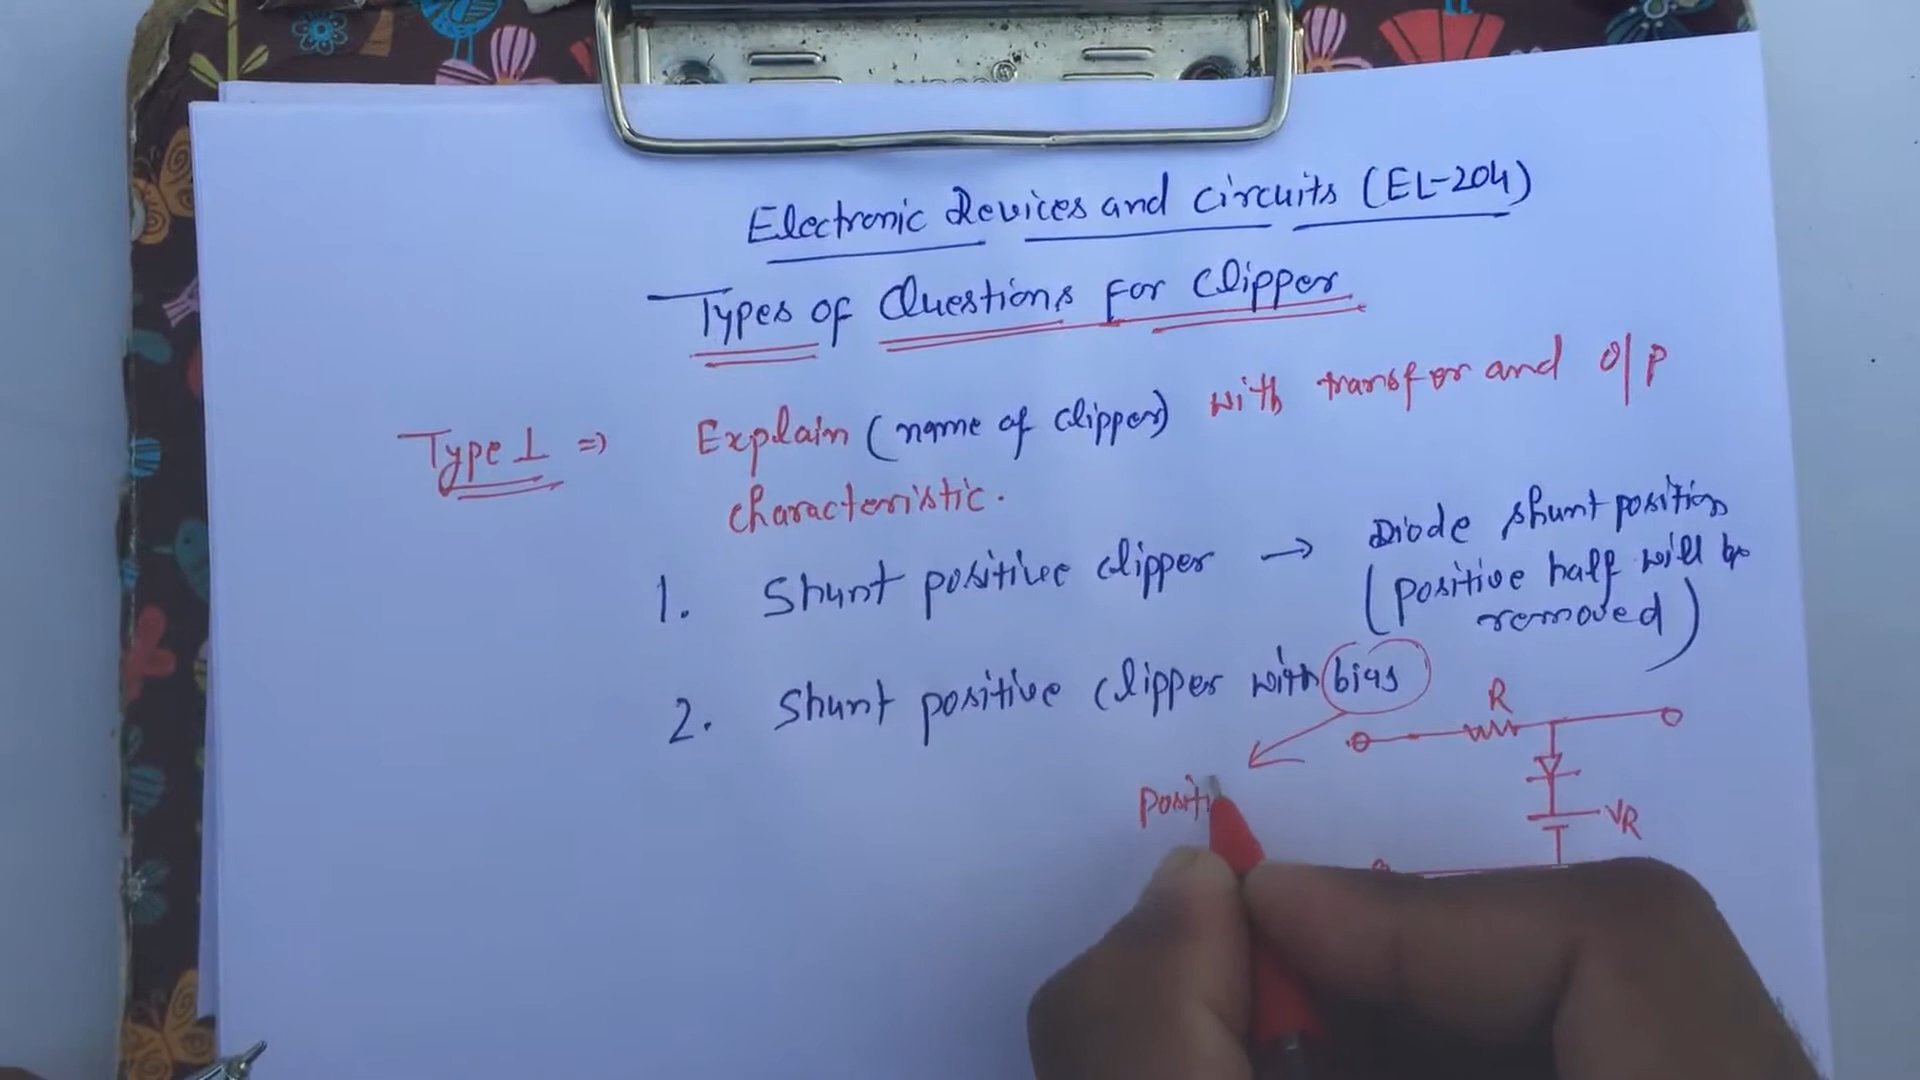 Electronic Devices and circuits (EL-204)
Types of Questions For Clipper
Type 1 => Explain (name of clipper) with transfor and O/P
characteristic.
1. Shunt positive clipper → Diode shunt position
(positive half will be
removed)
2. Shunt positive clipper with bias
R
Positi
VR